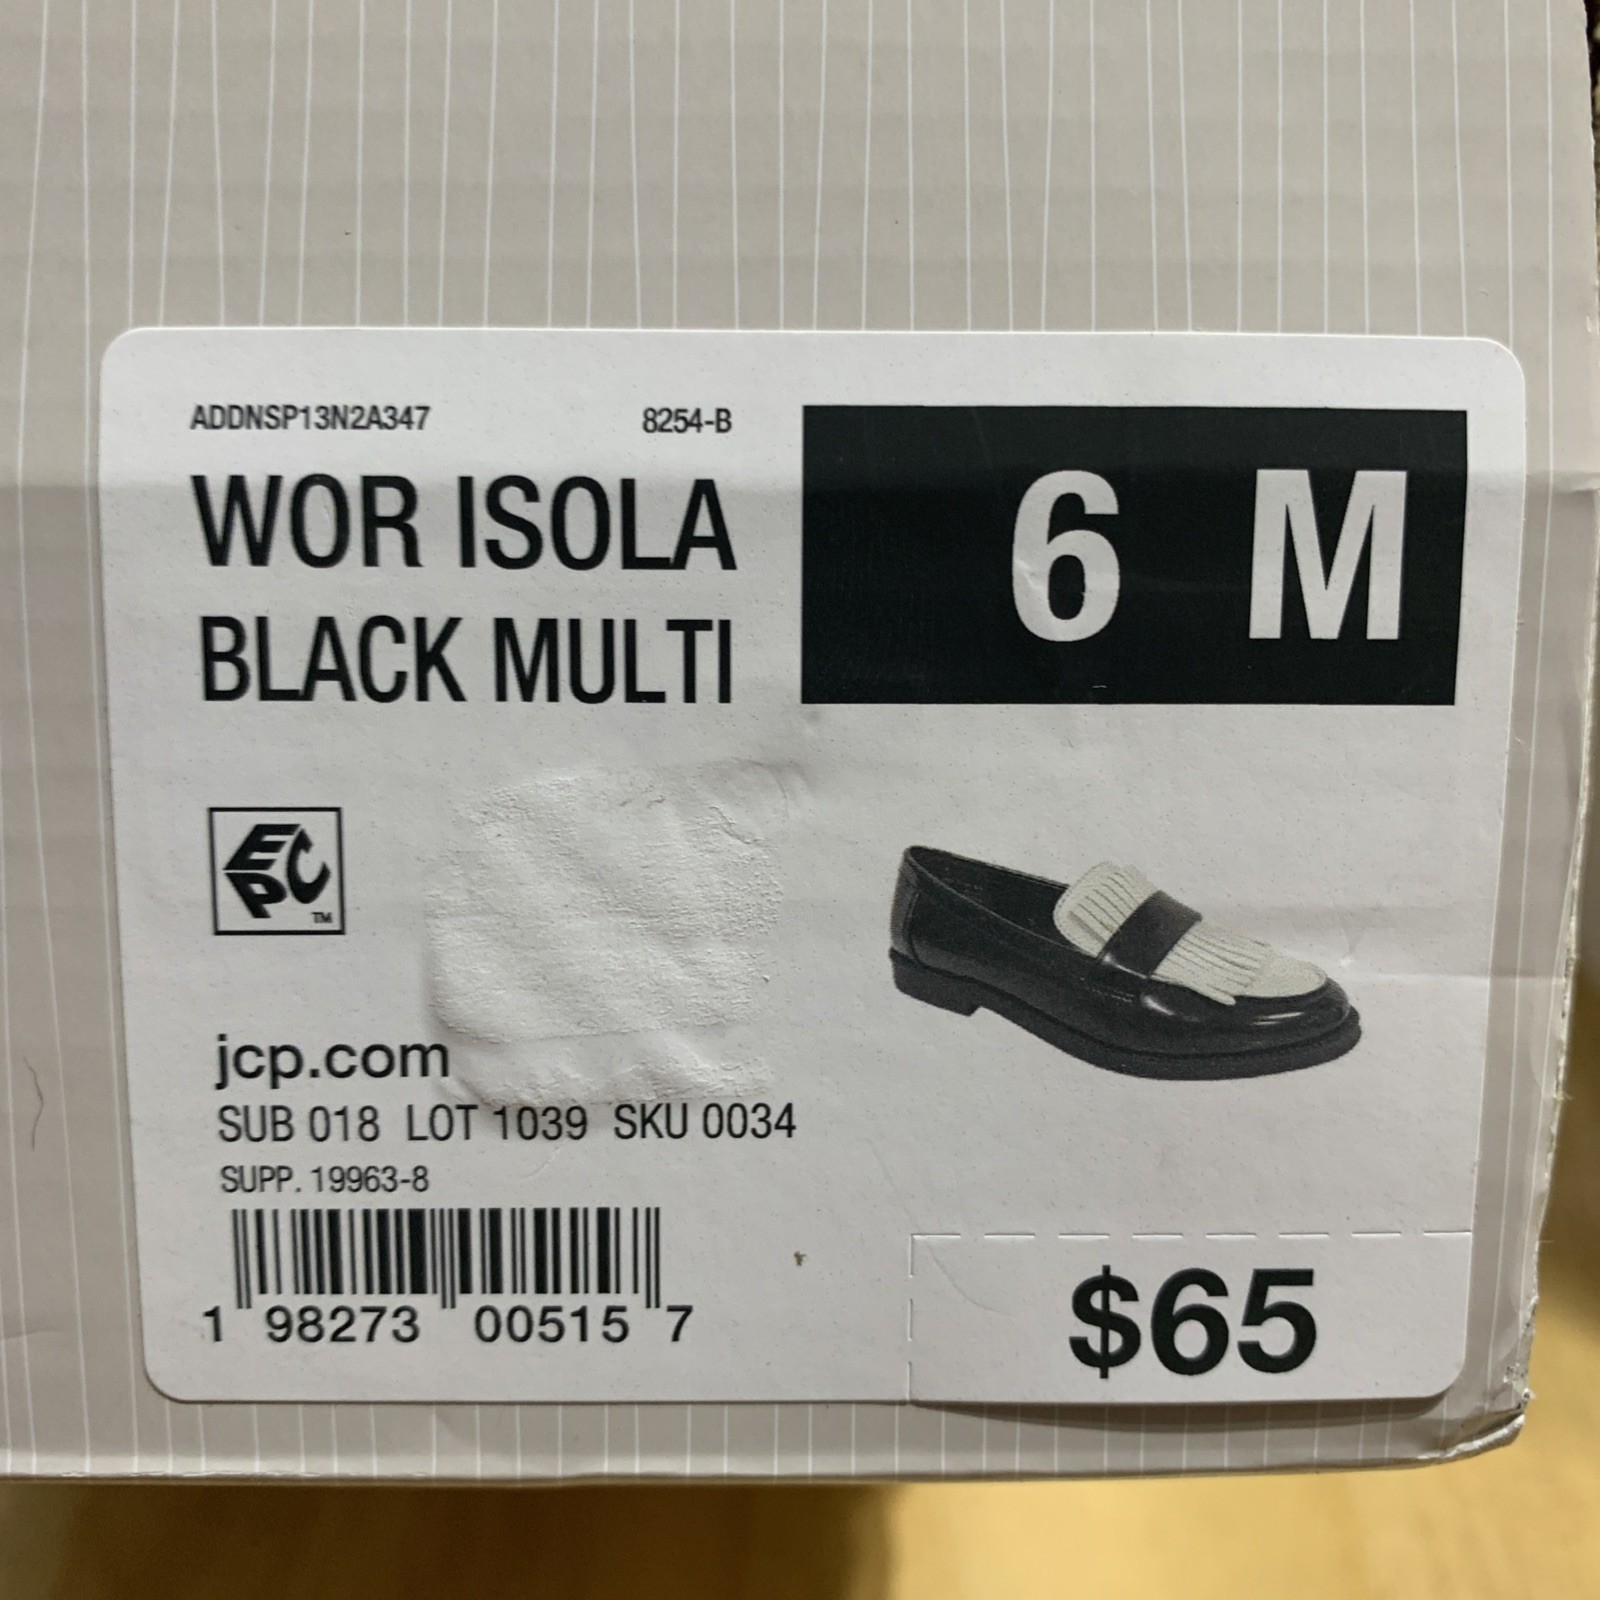 ADDNSP13N2A347 8254-B
WOR ISOLA
BLACK MULTI
6 M
EPC TM
jcp.com
SUB 018 LOT 1039 SKU 0034
SUPP. 19963-8
1 98273 00515 7
$65